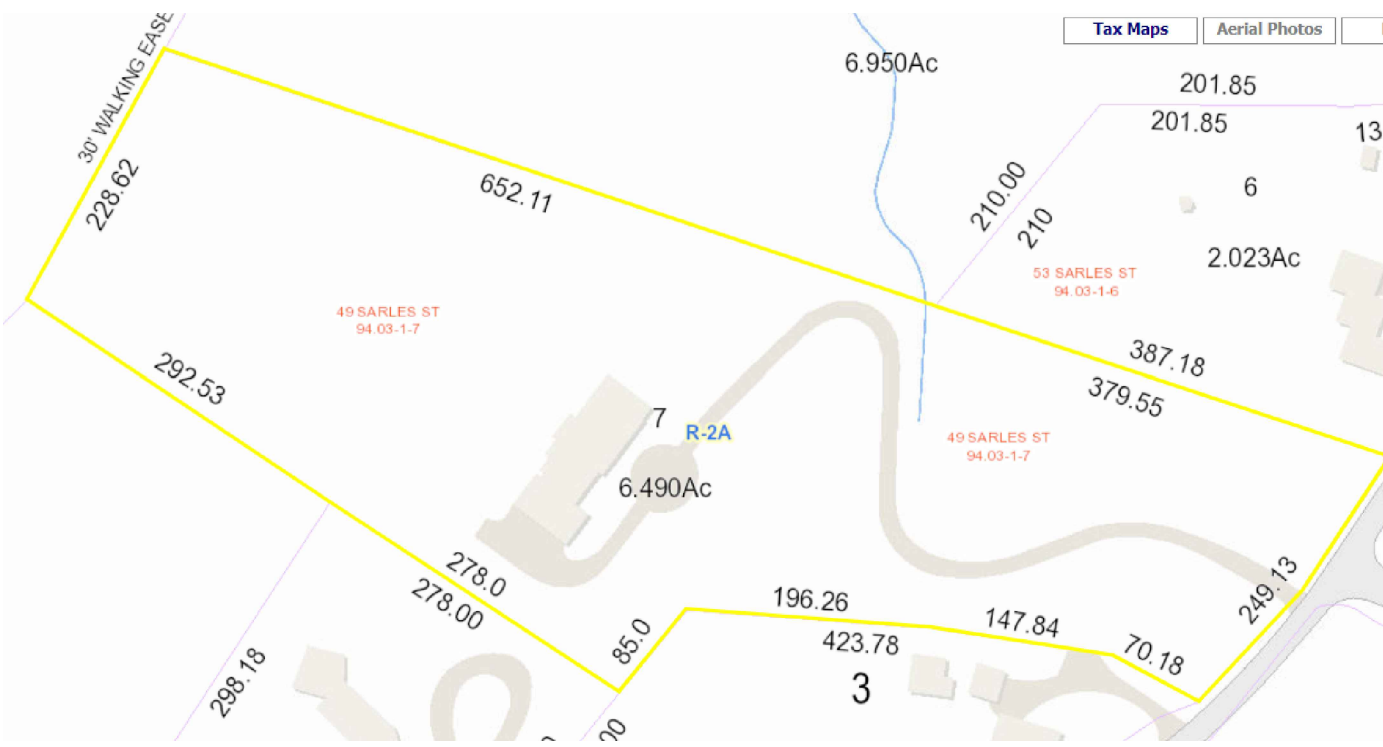 Tax Maps
Aerial Photos
30' WALKING EASE
6.950Ac
201.85
201.85
13
228.62
652.11
210.00
210
6
2.023Ac
53 SARLES ST
94.03-1-6
49 SARLES ST
94.03-1-7
387.18
379.55
292.53
7
R-2A
6.490Ac
49 SARLES ST
94.03-1-7
278.0
278.00
85.0
196.26
423.78
147.84
70.18
249.13
298.18
3
00